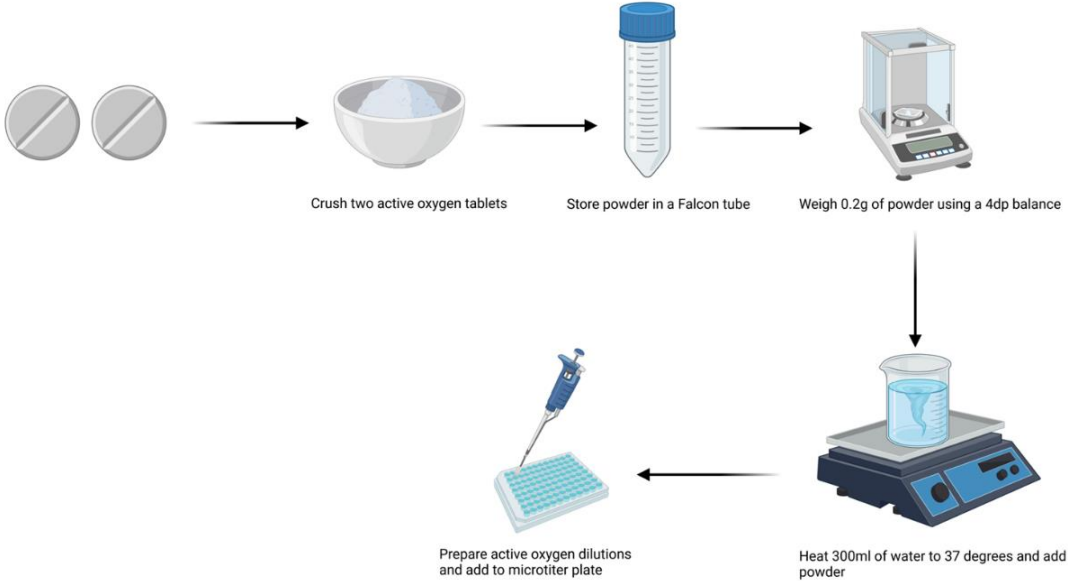 Crush two active oxygen tablets
Store powder in a Falcon tube
Weigh 0.2g of powder using a 4dp balance
Heat 300ml of water to 37 degrees and add
powder
Prepare active oxygen dilutions
and add to microtiter plate